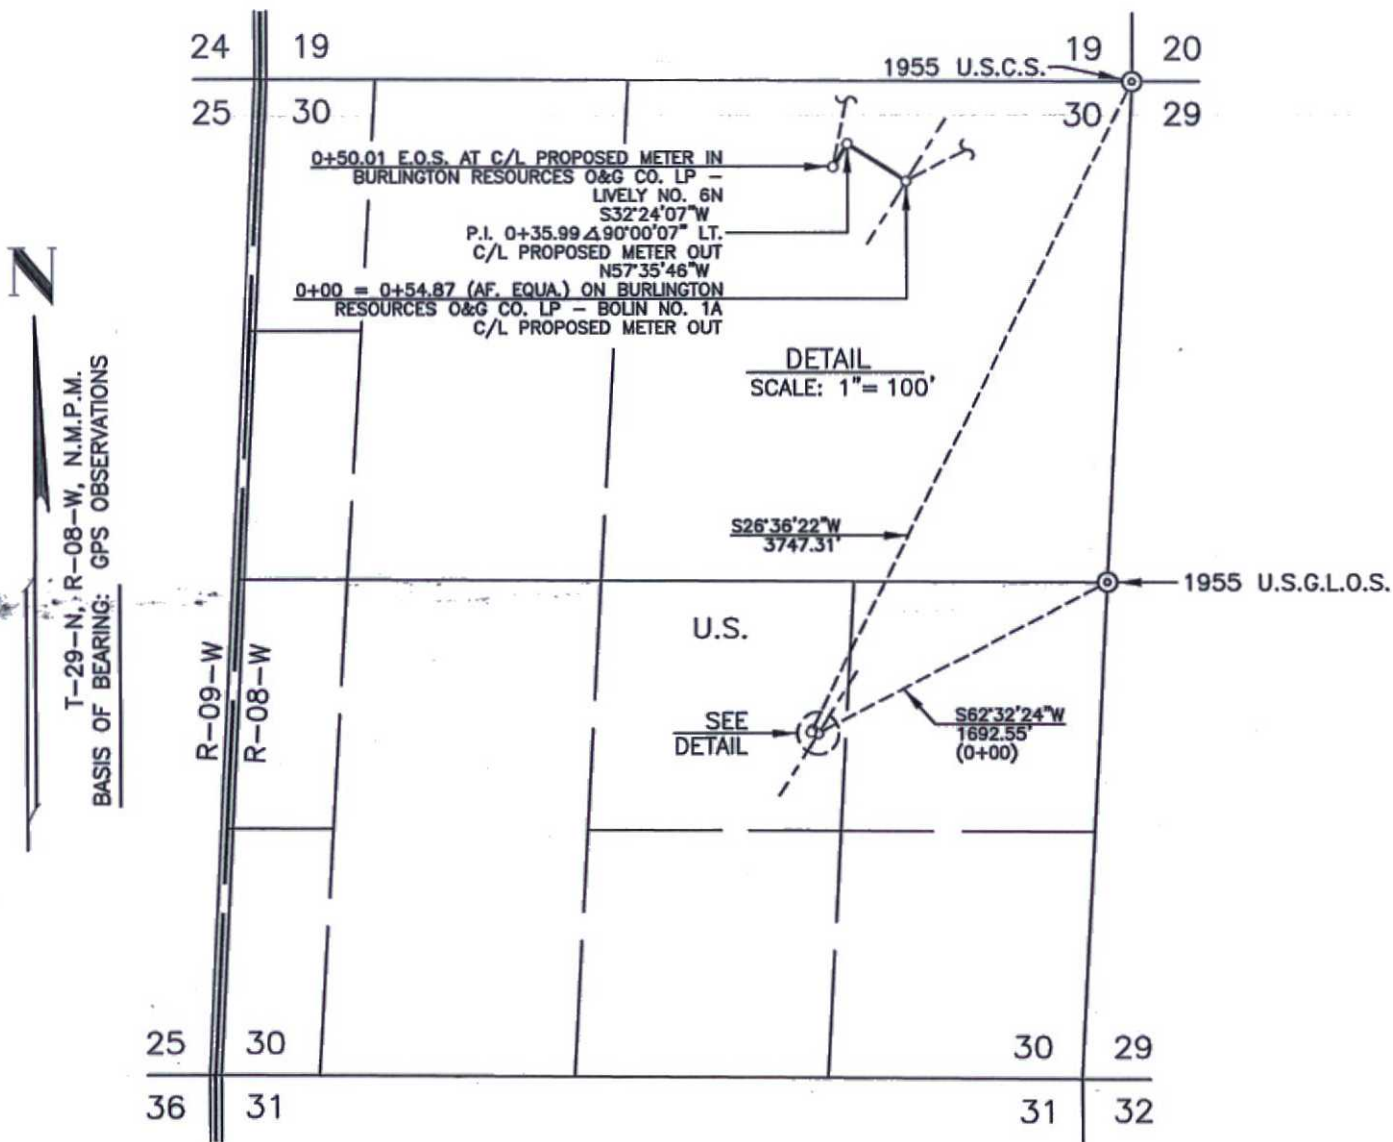 24 19
19 20
1955 U.S.C.S.
25 30
30 29
0+50.01 E.O.S. AT C/L PROPOSED METER IN
BURLINGTON RESOURCES O&G CO. LP –
LIVELY NO. 6N
S32°24'07"W
P.I. 0+35.99 ∆90°00'07" LT.
C/L PROPOSED METER OUT
N57°35'46"W
0+00 = 0+54.87 (AF. EQUA.) ON BURLINGTON
RESOURCES O&G CO. LP – BOLIN NO. 1A
C/L PROPOSED METER OUT
DETAIL
SCALE: 1"= 100'
N
T-29-N, R-08-W, N.M.P.M.
BASIS OF BEARING: GPS OBSERVATIONS
S26°36'22"W
3747.31'
1955 U.S.G.L.O.S.
U.S.
R-09-W
R-08-W
SEE
DETAIL
S62°32'24"W
1692.55'
(0+00)
25 30
30 29
36 31
31 32